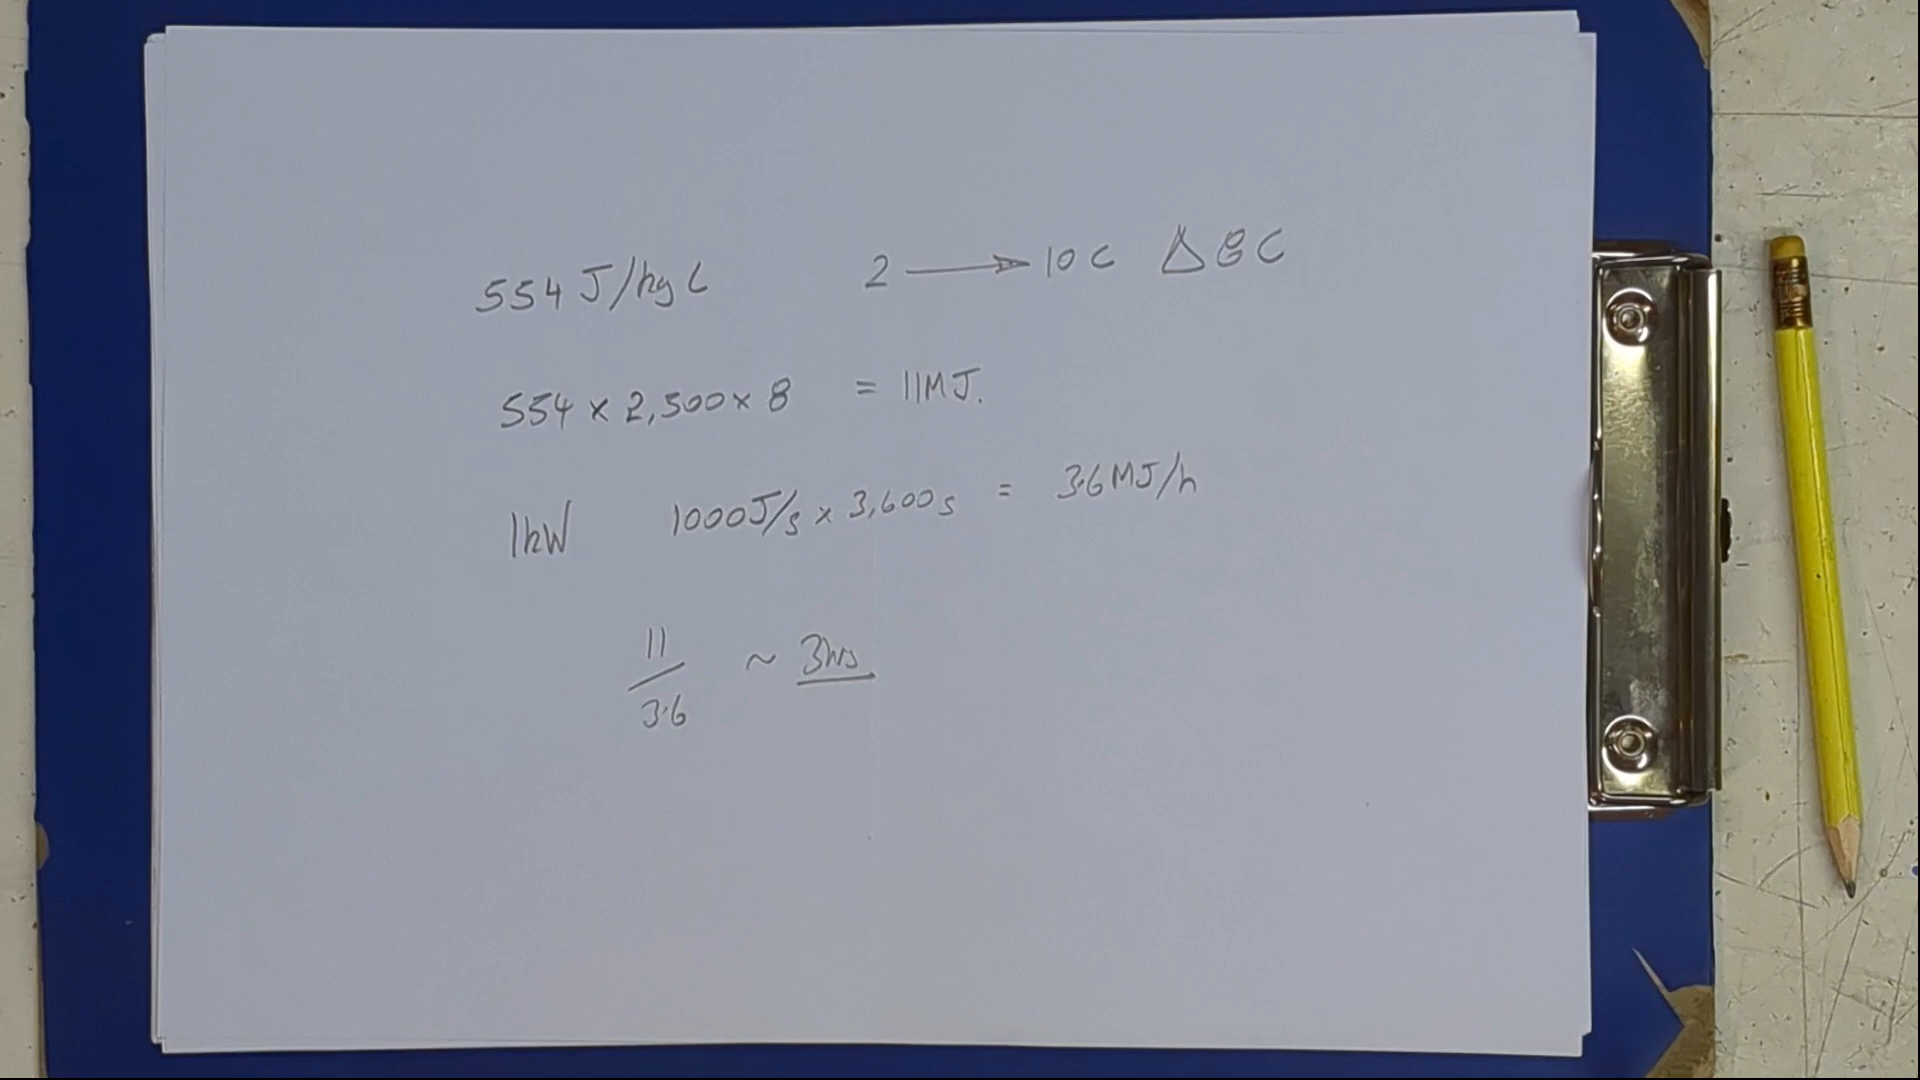 554 J/kg C 2 → 10 C Δ 8 C
554 × 2,500 × 8 = 11MJ.
1kW 1000J/s × 3,600s = 3.6MJ/h
11
3.6
~ 3hrs